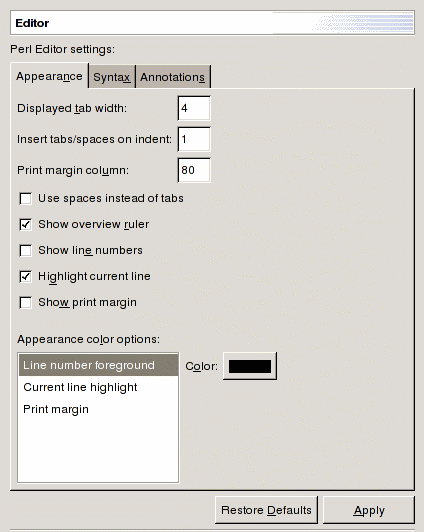 Editor
Perl Editor settings:
Appearance Syntax Annotations
Displayed tab width: 4
Insert tabs/spaces on indent: 1
Print margin column: 80
Use spaces instead of tabs
Show overview ruler
Show line numbers
Highlight current line
Show print margin
Appearance color options:
Line number foreground Color:
Current line highlight
Print margin
Restore Defaults Apply